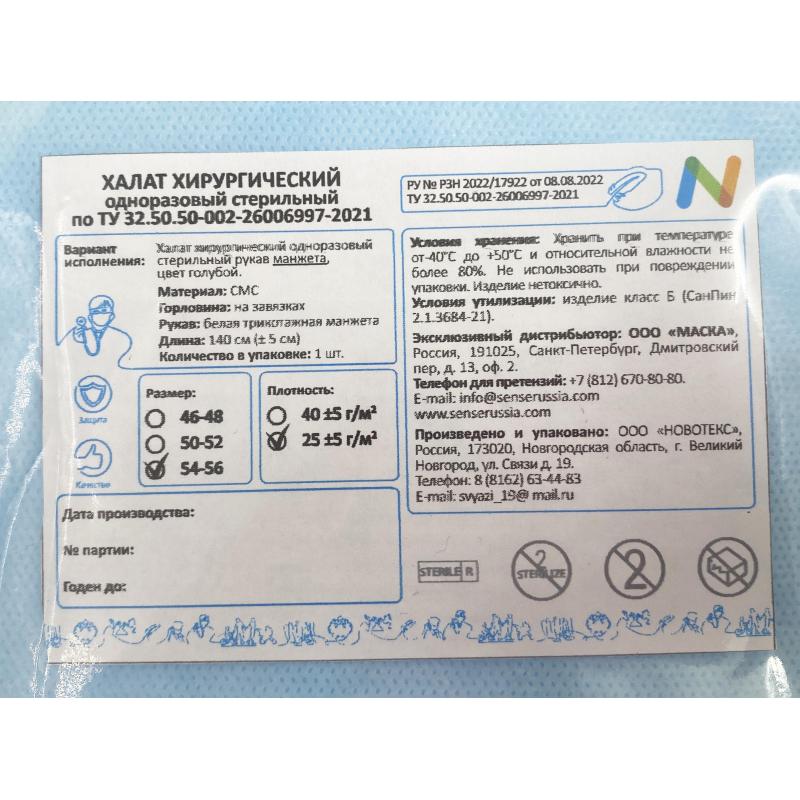 ХАЛАТ ХИРУРГИЧЕСКИЙ
одноразовый стерильный
по ТУ 32.50.50-002-26006997-2021
РУ № РЗН 2022/17922 от 08.08.2022
ТУ 32.50.50-002-26006997-2021
Вариант
исполнения:
Халат хирургический одноразовый
стерильный рукав манжета,
цвет голубой.
Материал: СМС
Горловина: на завязках
Рукав: белая трикотажная манжета
Длина: 140 см (± 5 см)
Количество в упаковке: 1 шт.
Защита
Качество
Размер:
46-48
50-52
54-56
Плотность:
40 ±5 г/м²
25 ±5 г/м²
Дата производства:
№ партии:
Годен до:
Условия хранения: Хранить при температуре
от-40°С до +50°С и относительной влажности не
более 80%. Не использовать при повреждении
упаковки. Изделие нетоксично.
Условия утилизации: изделие класс Б (СанПин
2.1.3684-21).
Эксклюзивный дистрибьютор: ООО «МАСКА»,
Россия, 191025, Санкт-Петербург, Дмитровский
пер, д. 13, оф. 2.
Телефон для претензий: +7 (812) 670-80-80.
E-mail: info@senserussia.com
www.senserussia.com
Произведено и упаковано: ООО «НОВОТЕКС»,
Россия, 173020, Новгородская область, г. Великий
Новгород, ул. Связи д. 19.
Телефон: 8 (8162) 63-44-83
E-mail: svyazi_19@mail.ru
STERILE R
2
STERILIZE
2